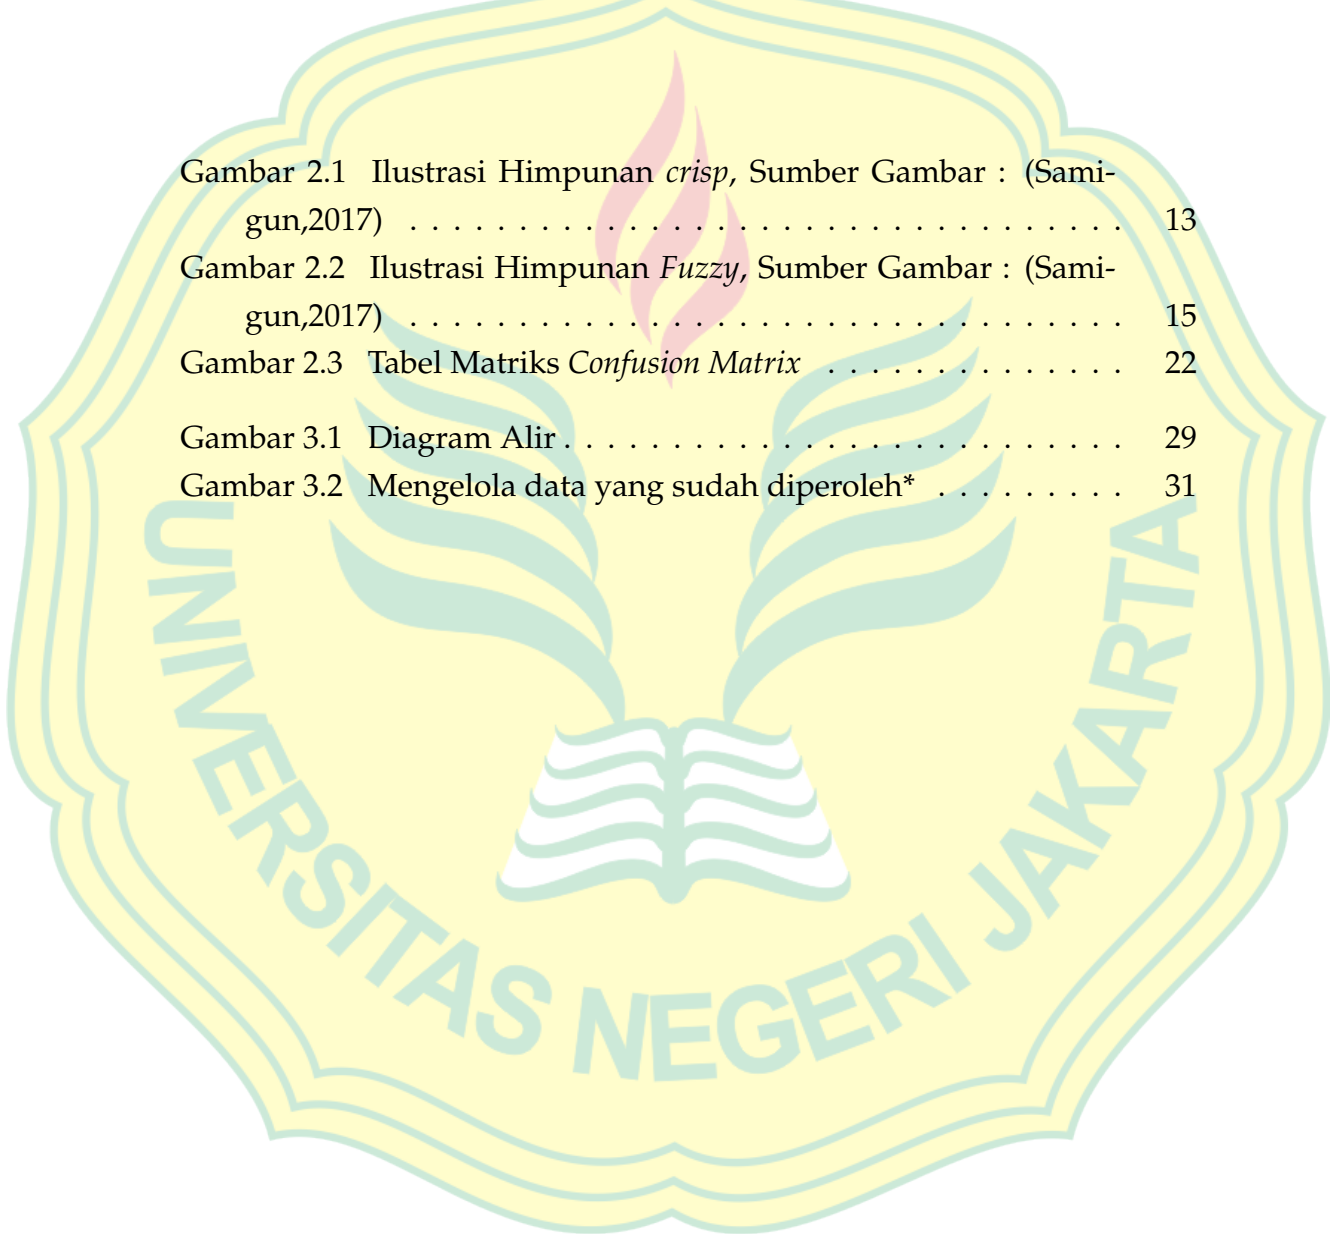 Gambar 2.1 Ilustrasi Himpunan crisp, Sumber Gambar : (Sami-
gun,2017) . . . . . . . . . . . . . . . . . . . . . . . . . . . . . . . . . 13
Gambar 2.2 Ilustrasi Himpunan Fuzzy, Sumber Gambar : (Sami-
gun,2017) . . . . . . . . . . . . . . . . . . . . . . . . . . . . . . . . . 15
Gambar 2.3 Tabel Matriks Confusion Matrix . . . . . . . . . . . . . . 22
Gambar 3.1 Diagram Alir . . . . . . . . . . . . . . . . . . . . . . . . . . 29
Gambar 3.2 Mengelola data yang sudah diperoleh* . . . . . . . . . 31
UNIVERSITAS NEGERI JAKARTA